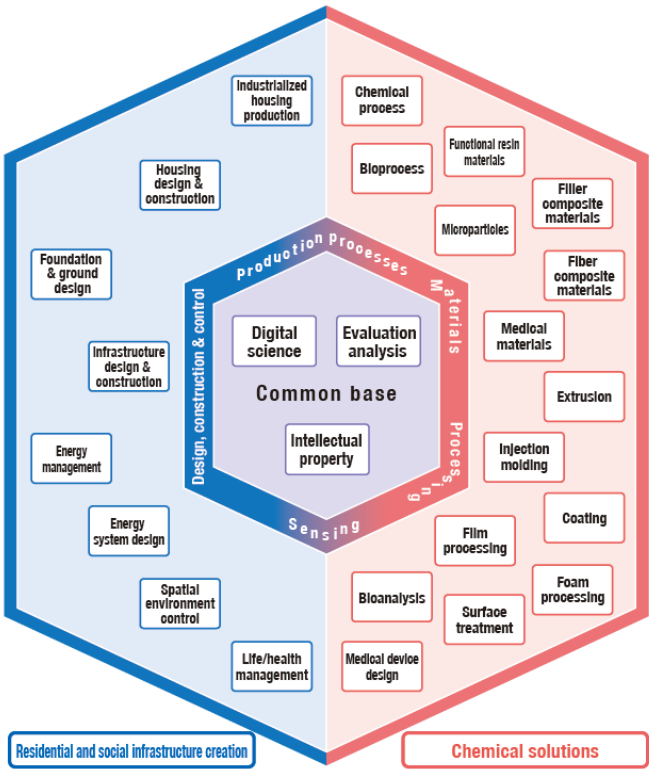 Industrialized
housing
production
Chemical
process
Functional resin
materials
Bioprocess
Housing
design &
construction
Filler
composite
materials
Microparticles
Foundation
& ground
design
Fiber
composite
materials
Production processes
Materials
Design, construction & control
Digital
science
Evaluation
analysis
Medical
materials
Infrastructure
design &
construction
Common base
Extrusion
Intellectual
property
Processing
Injection
molding
Energy
management
Coating
Sensing
Energy
system design
Film
processing
Spatial
environment
control
Bioanalysis
Foam
processing
Surface
treatment
Life/health
management
Medical device
design
Residential and social infrastructure creation
Chemical solutions